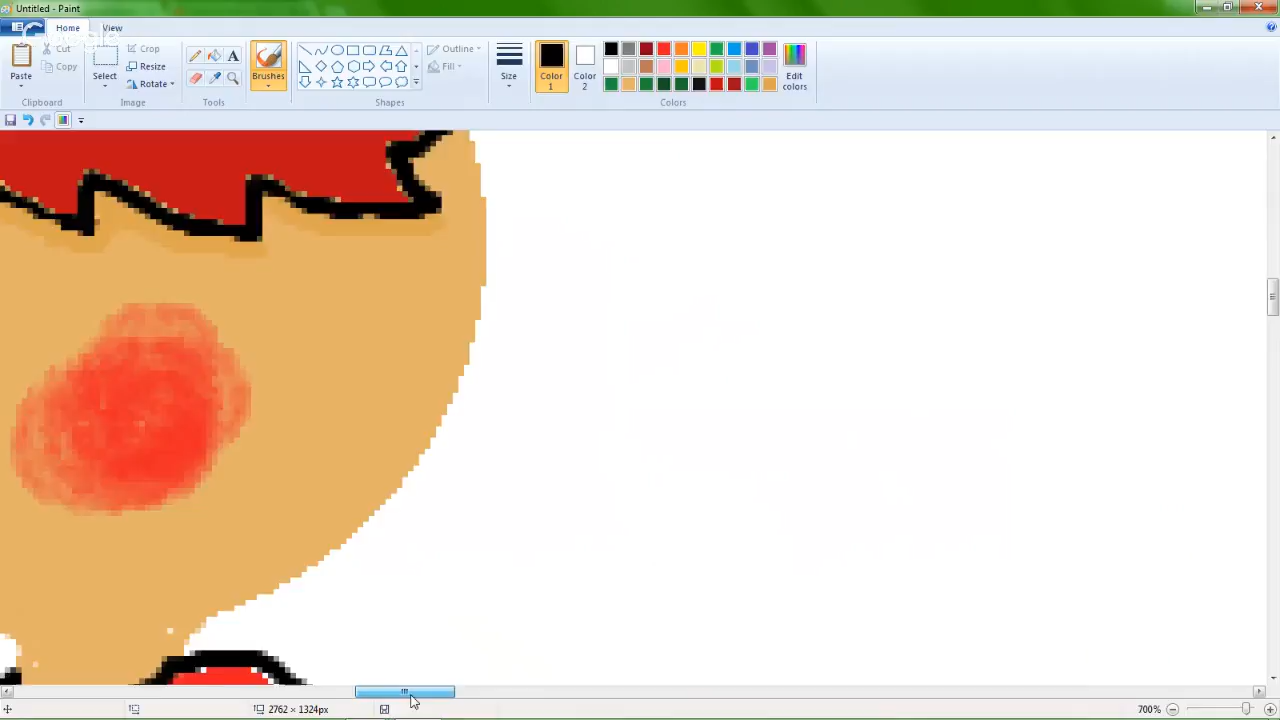 Untitled - Paint
Home
View
Paste
Cut
Copy
Clipboard
Select
Crop
Resize
Rotate
Image
Tools
Brushes
Outline
Fill
Shapes
Size
Color
1
Color
2
Edit
colors
Colors
2762 × 1324px
700%